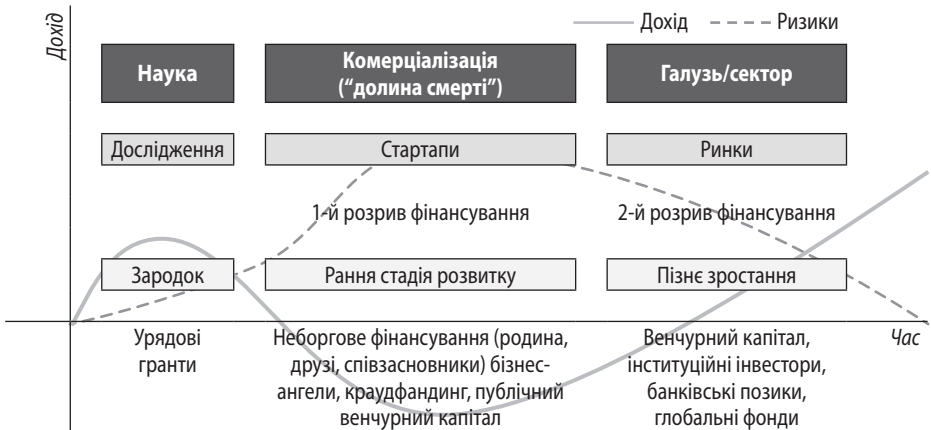 Дохід
Дохід
Ризики
Наука
Комерціалізація
(“долина смерті”)
Галузь/сектор
Дослідження
Стартапи
Ринки
1-й розрив фінансування
2-й розрив фінансування
Зародок
Рання стадія розвитку
Пізнє зростання
Урядові
гранти
Неборгове фінансування (родина,
друзі, співзасновники) бізнес-
ангели, краудфандинг, публічний
венчурний капітал
Венчурний капітал,
інституційні інвестори,
банківські позики,
глобальні фонди
Час